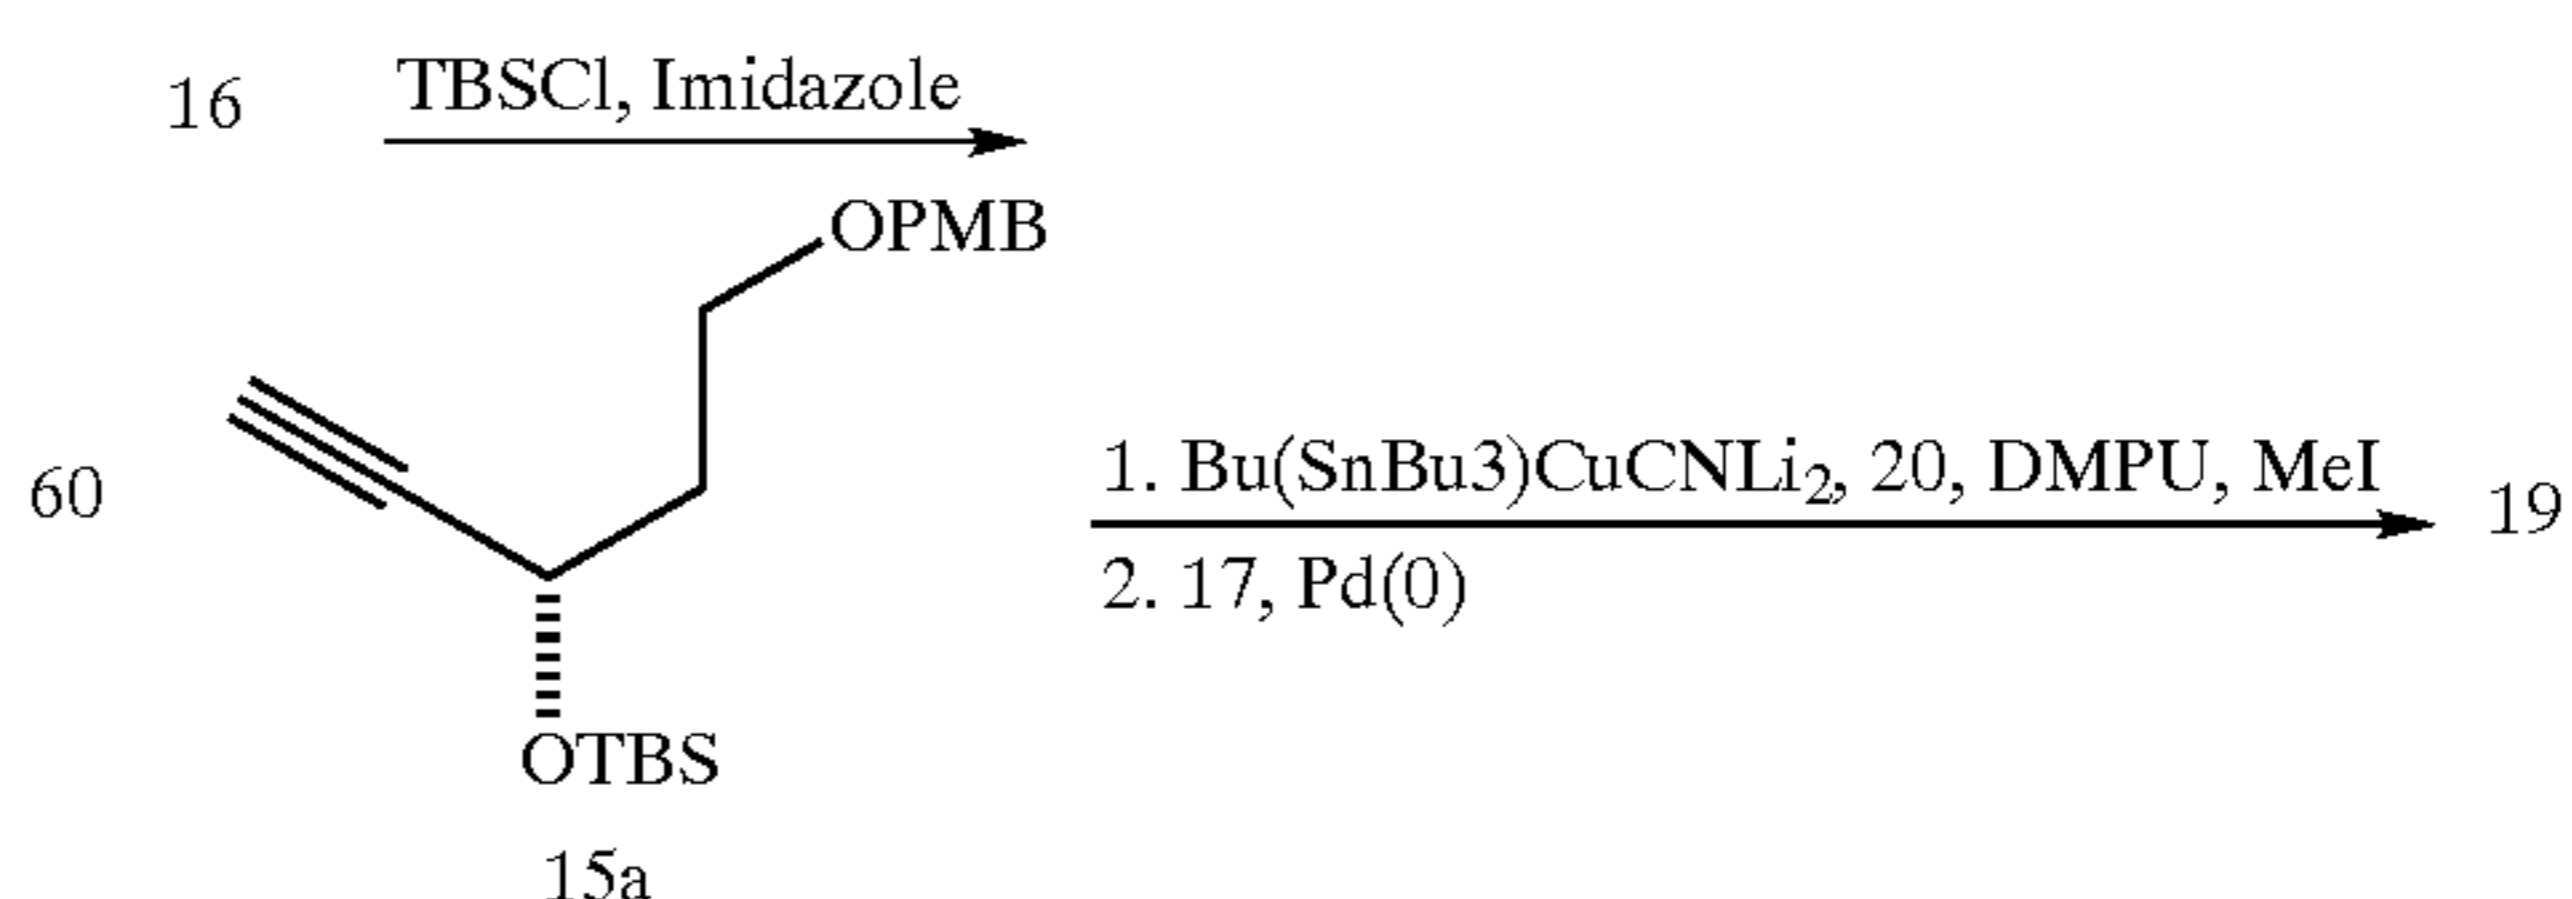 16 TBSCl, Imidazole
OPMB
60 1. Bu(SnBu3)CuCNLi₂, 20, DMPU, MeI 19
2. 17, Pd(0)
OTBS
15a